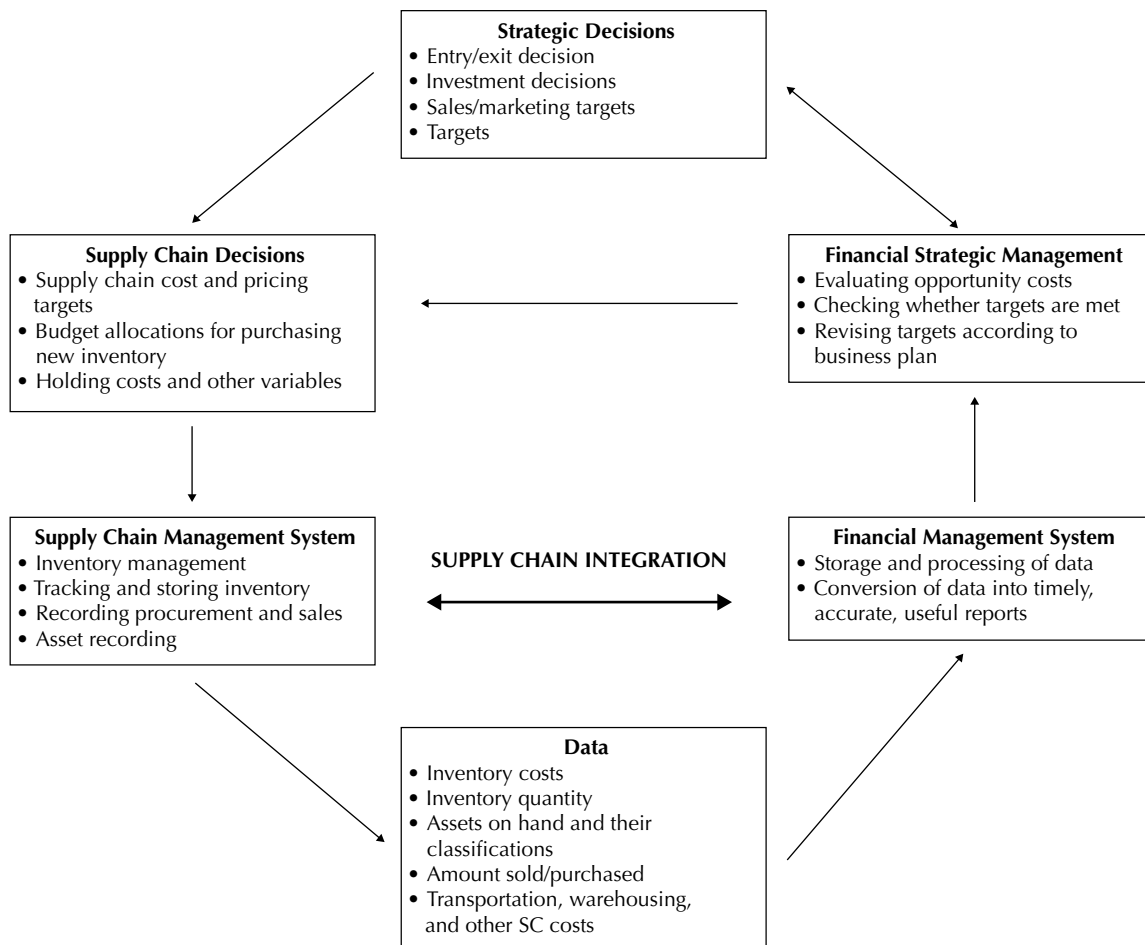 Strategic Decisions
• Entry/exit decision
• Investment decisions
• Sales/marketing targets
• Targets
Supply Chain Decisions
• Supply chain cost and pricing
targets
• Budget allocations for purchasing
new inventory
• Holding costs and other variables
Financial Strategic Management
• Evaluating opportunity costs
• Checking whether targets are met
• Revising targets according to
business plan
Supply Chain Management System
• Inventory management
• Tracking and storing inventory
• Recording procurement and sales
• Asset recording
SUPPLY CHAIN INTEGRATION
Financial Management System
• Storage and processing of data
• Conversion of data into timely,
accurate, useful reports
Data
• Inventory costs
• Inventory quantity
• Assets on hand and their
classifications
• Amount sold/purchased
• Transportation, warehousing,
and other SC costs